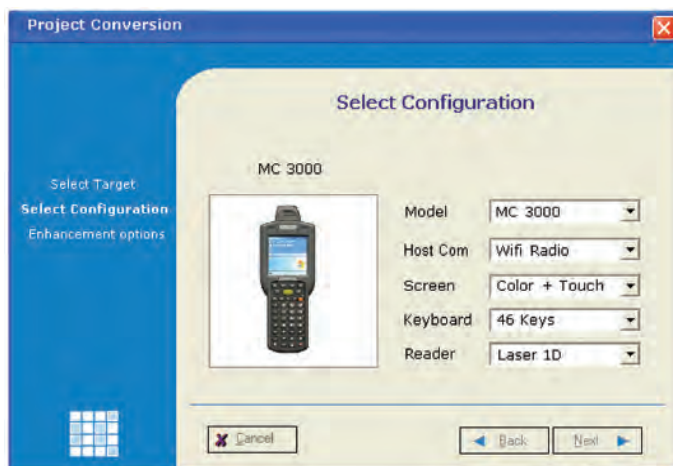 Project Conversion
Select Configuration
Select Target
Select Configuration
Enhancement options
MC 3000
Model MC 3000
Host Com Wifi Radio
Screen Color + Touch
Keyboard 46 Keys
Reader Laser 1D
Cancel
Back
Next